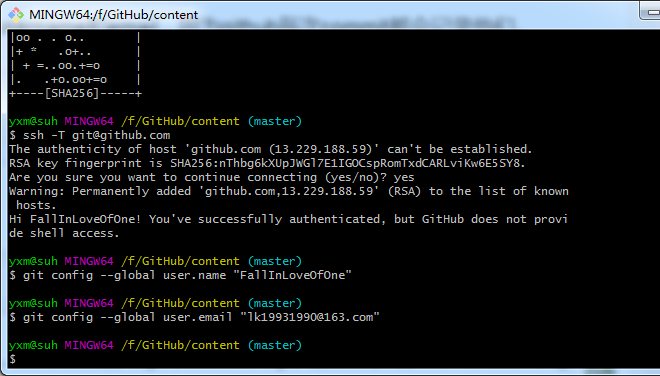 MINGW64:/f/GitHub/content
|oo . . o.. |
|+ * .o+.. |
| + =..oo.+=o |
|. .+o.oo+=o |
+----[SHA256]-----+
yxm@suh MINGW64 /f/GitHub/content (master)
$ ssh -T git@github.com
The authenticity of host 'github.com (13.229.188.59)' can't be established.
RSA key fingerprint is SHA256:nThbg6kXUpJWGl7E1IGOCspRomTxdCARLviKw6E5SY8.
Are you sure you want to continue connecting (yes/no)? yes
Warning: Permanently added 'github.com,13.229.188.59' (RSA) to the list of known
hosts.
Hi FallInLoveOfOne! You've successfully authenticated, but GitHub does not provi
de shell access.
yxm@suh MINGW64 /f/GitHub/content (master)
$ git config --global user.name "FallInLoveOfOne"
yxm@suh MINGW64 /f/GitHub/content (master)
$ git config --global user.email "lk19931990@163.com"
yxm@suh MINGW64 /f/GitHub/content (master)
$